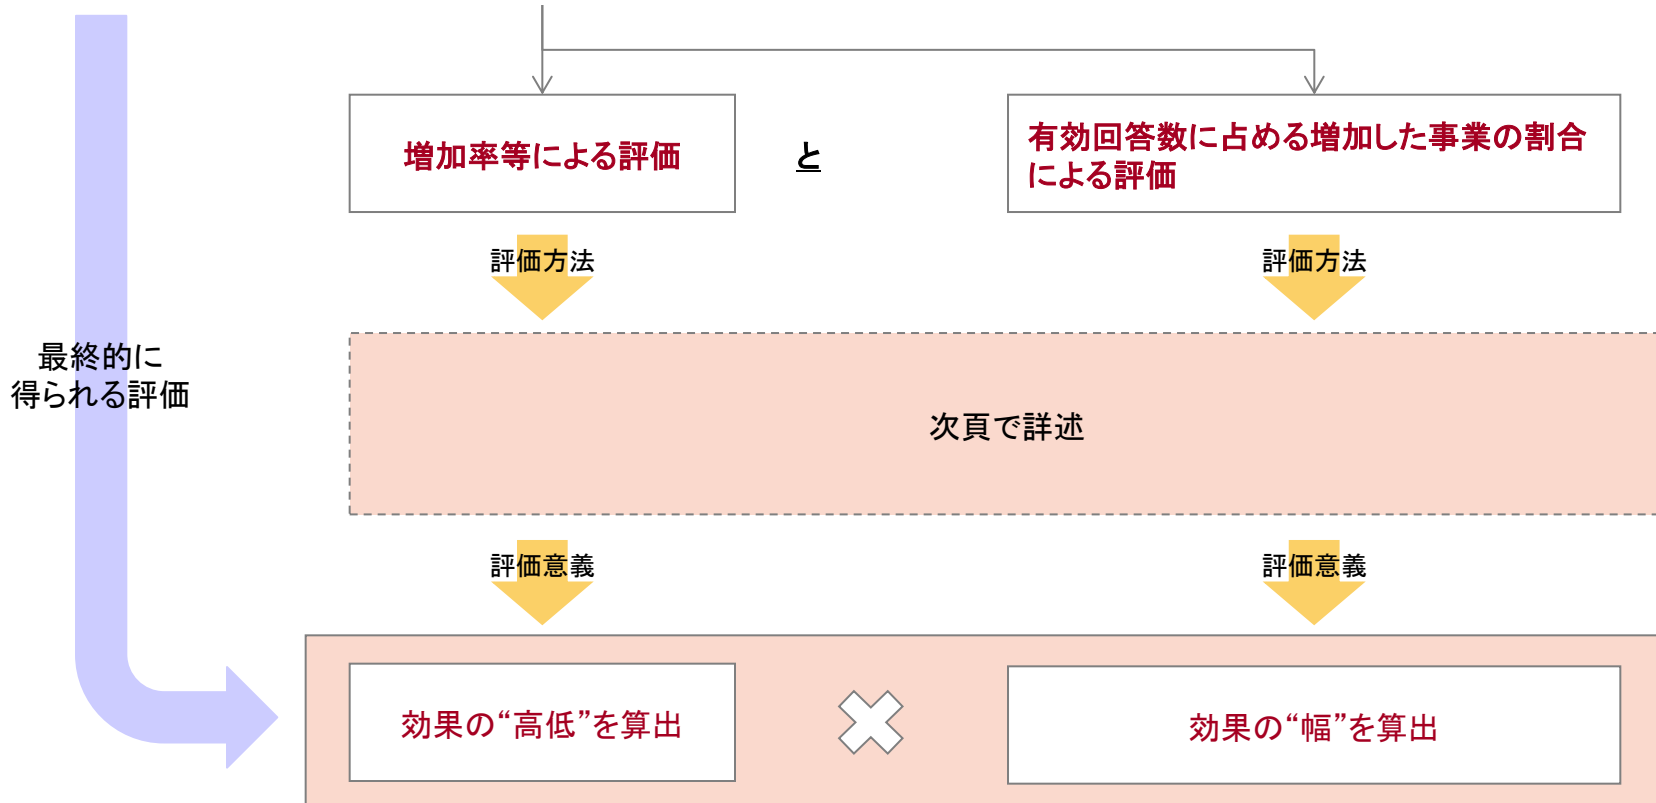 増加率等による評価
と
有効回答数に占める増加した事業の割合
による評価
評価方法
評価方法
最終的に
得られる評価
次頁で詳述
評価意義
評価意義
効果の“高低”を算出
効果の“幅”を算出